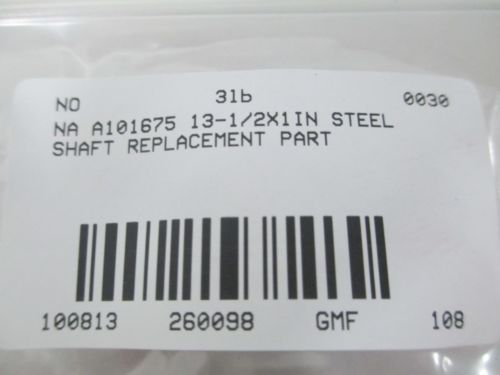 NO 31b 0030
NA A101675 13-1/2X1IN STEEL
SHAFT REPLACEMENT PART
100813 260098 GMF 108